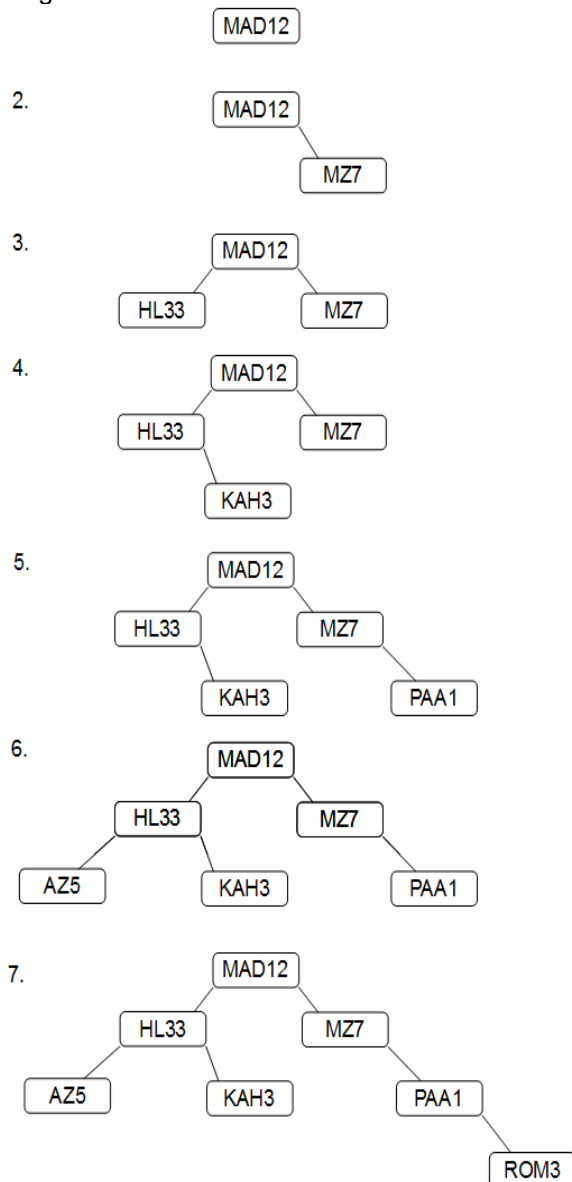 MAD12
2.
MAD12
MZ7
3.
MAD12
HL33 MZ7
4.
MAD12
HL33 MZ7
KAH3
5.
MAD12
HL33 MZ7
KAH3 PAA1
6.
MAD12
HL33 MZ7
AZ5 KAH3 PAA1
7.
MAD12
HL33 MZ7
AZ5 KAH3 PAA1
ROM3